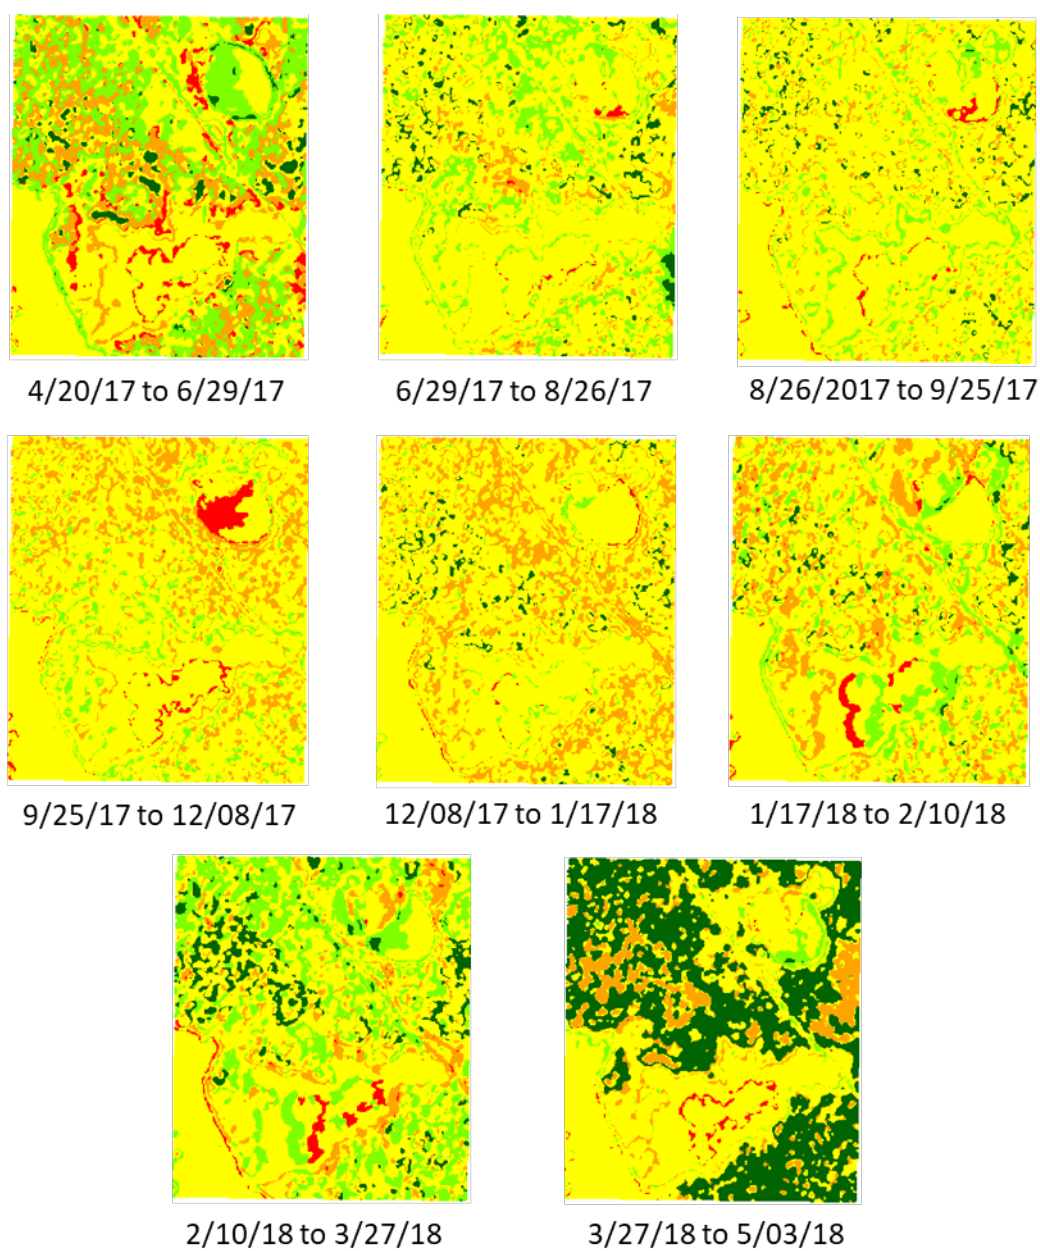 4/20/17 to 6/29/17
6/29/17 to 8/26/17
8/26/2017 to 9/25/17
9/25/17 to 12/08/17
12/08/17 to 1/17/18
1/17/18 to 2/10/18
2/10/18 to 3/27/18
3/27/18 to 5/03/18